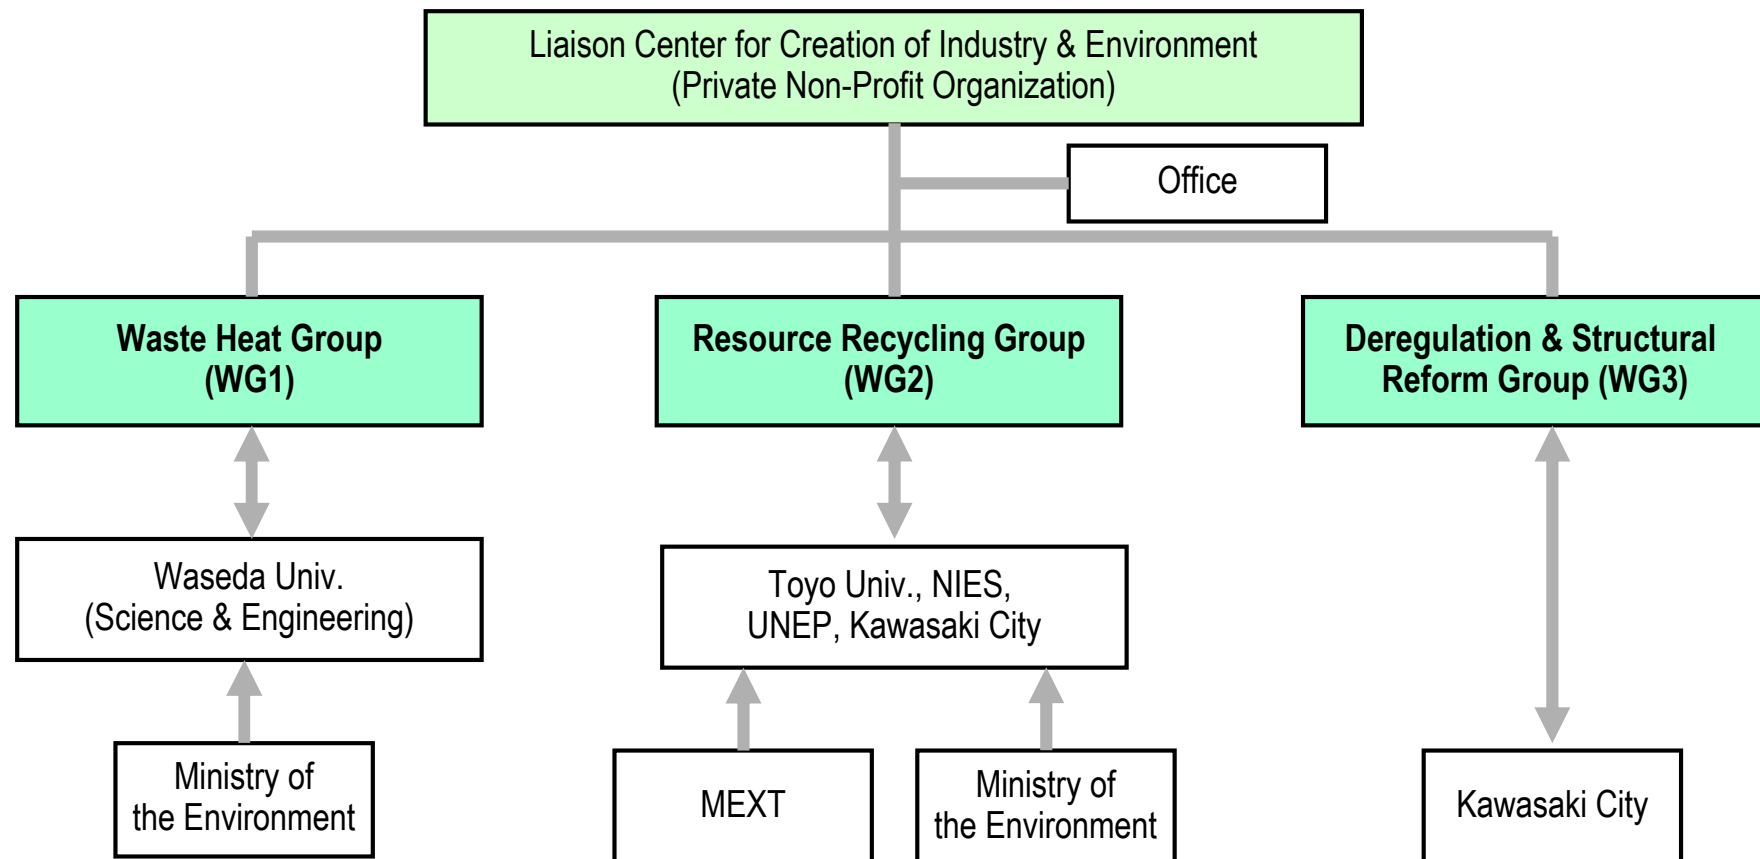 Liaison Center for Creation of Industry & Environment
(Private Non-Profit Organization)
Office
Waste Heat Group
(WG1)
Resource Recycling Group
(WG2)
Deregulation & Structural
Reform Group (WG3)
Waseda Univ.
(Science & Engineering)
Toyo Univ., NIES,
UNEP, Kawasaki City
Ministry of
the Environment
MEXT
Ministry of
the Environment
Kawasaki City